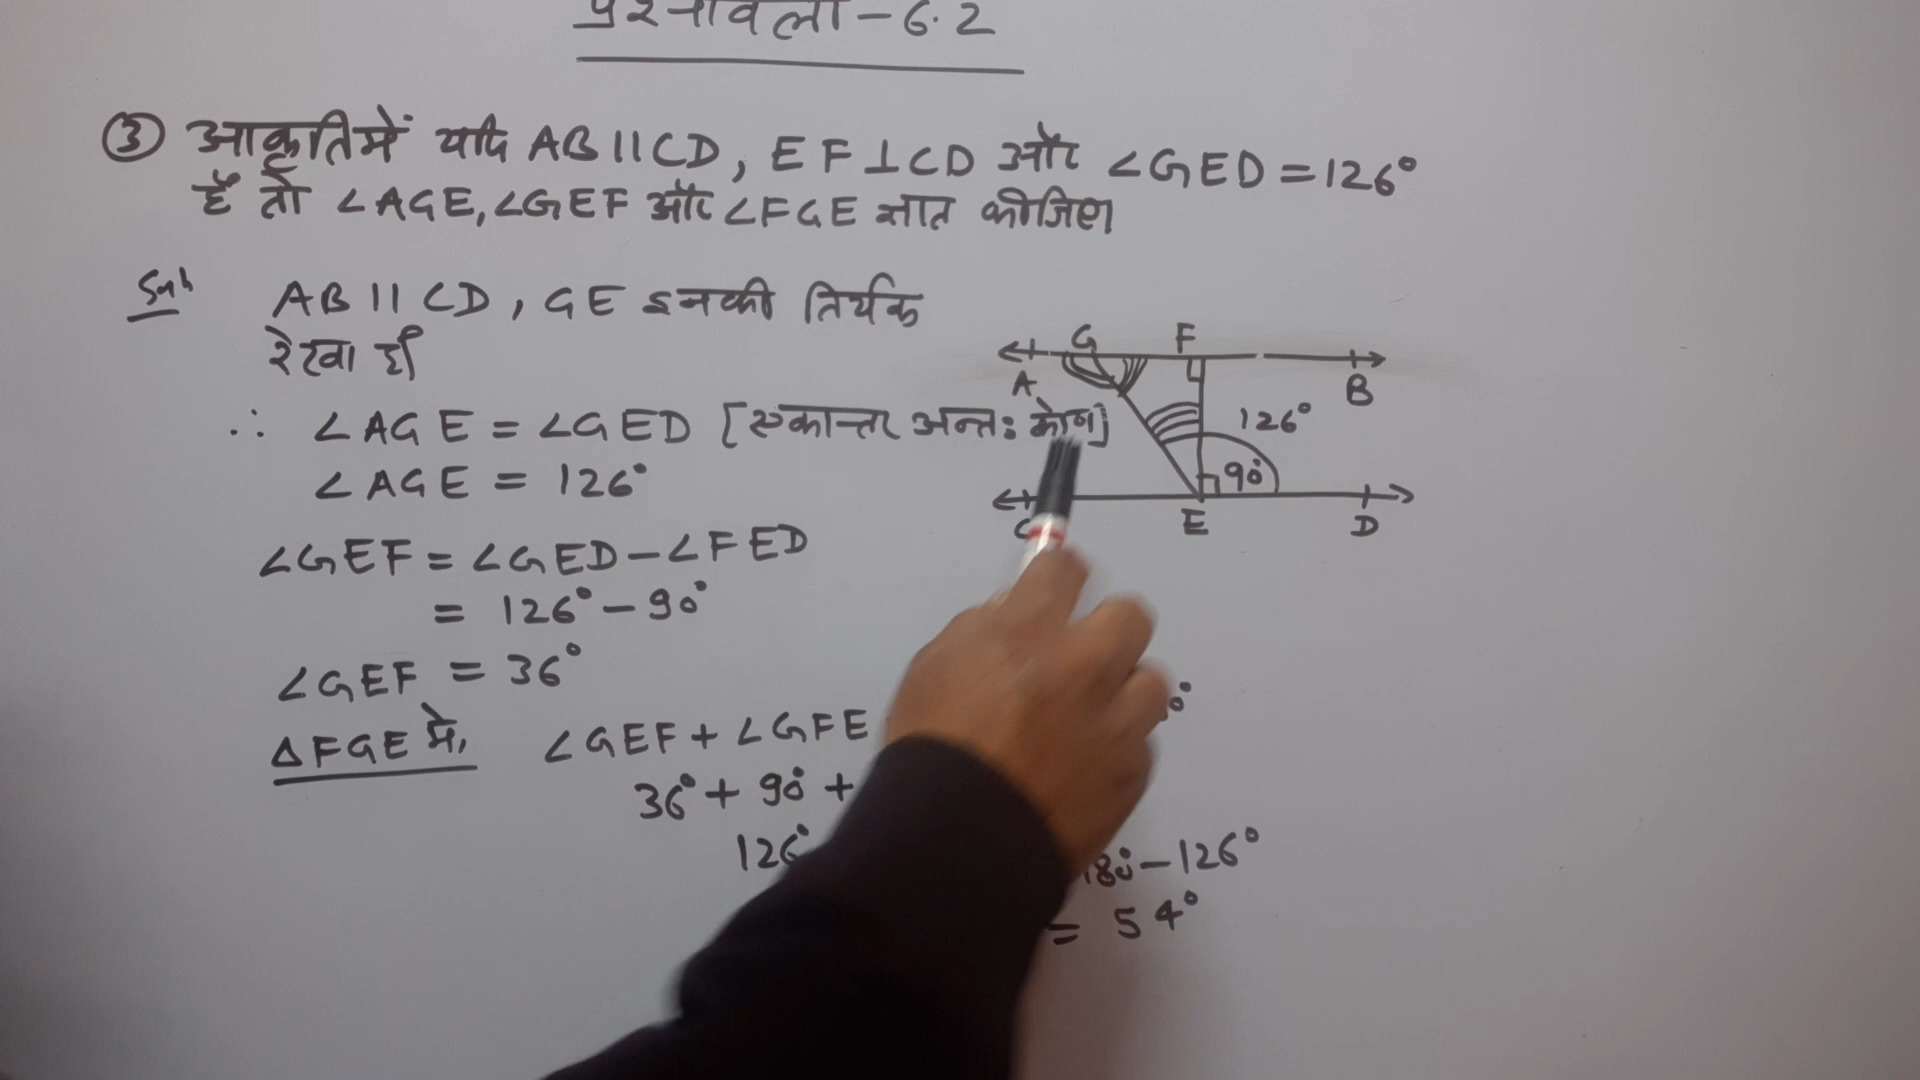 प्रश्नावली-6.2
③ आकृति में यदि AB||CD, EF⊥CD और ∠GED=126°
है तो ∠AGE, ∠GEF और ∠FGE ज्ञात कीजिए।
Soln AB || CD, GE इनकी तिर्यक
रेखा है।
∴ ∠AGE = ∠GED [एकान्तर अन्तः कोण]
∠AGE = 126°
∠GEF = ∠GED - ∠FED
= 126° - 90°
∠GEF = 36°
△FGE में, ∠GEF + ∠GFE
36° + 90° +
126° 180° - 126°
= 54°
G F
A B
126°
90°
E D